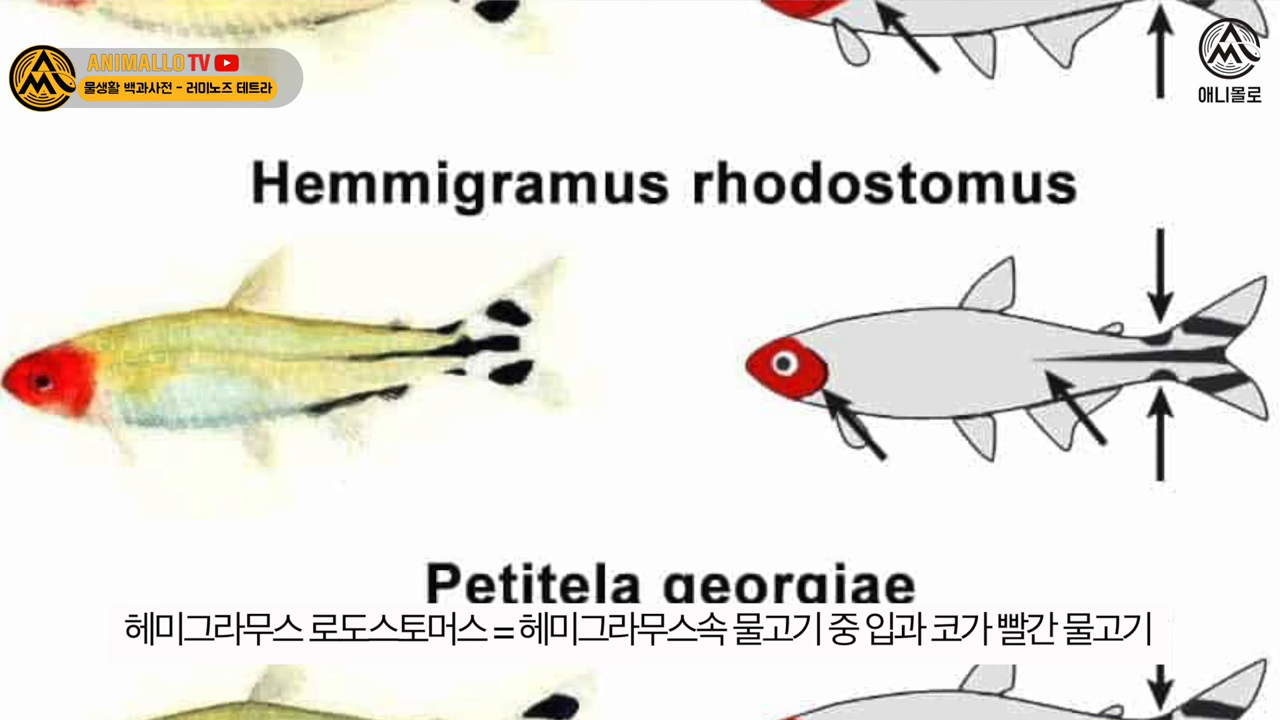 ANIMALLO TV
물생활 백과사전 - 러미노즈 테트라
애니몰로
Hemmigramus rhodostomus
Petitela georgiae
헤미그라무스 로도스토머스 = 헤미그라무스속 물고기 중 입과 코가 빨간 물고기